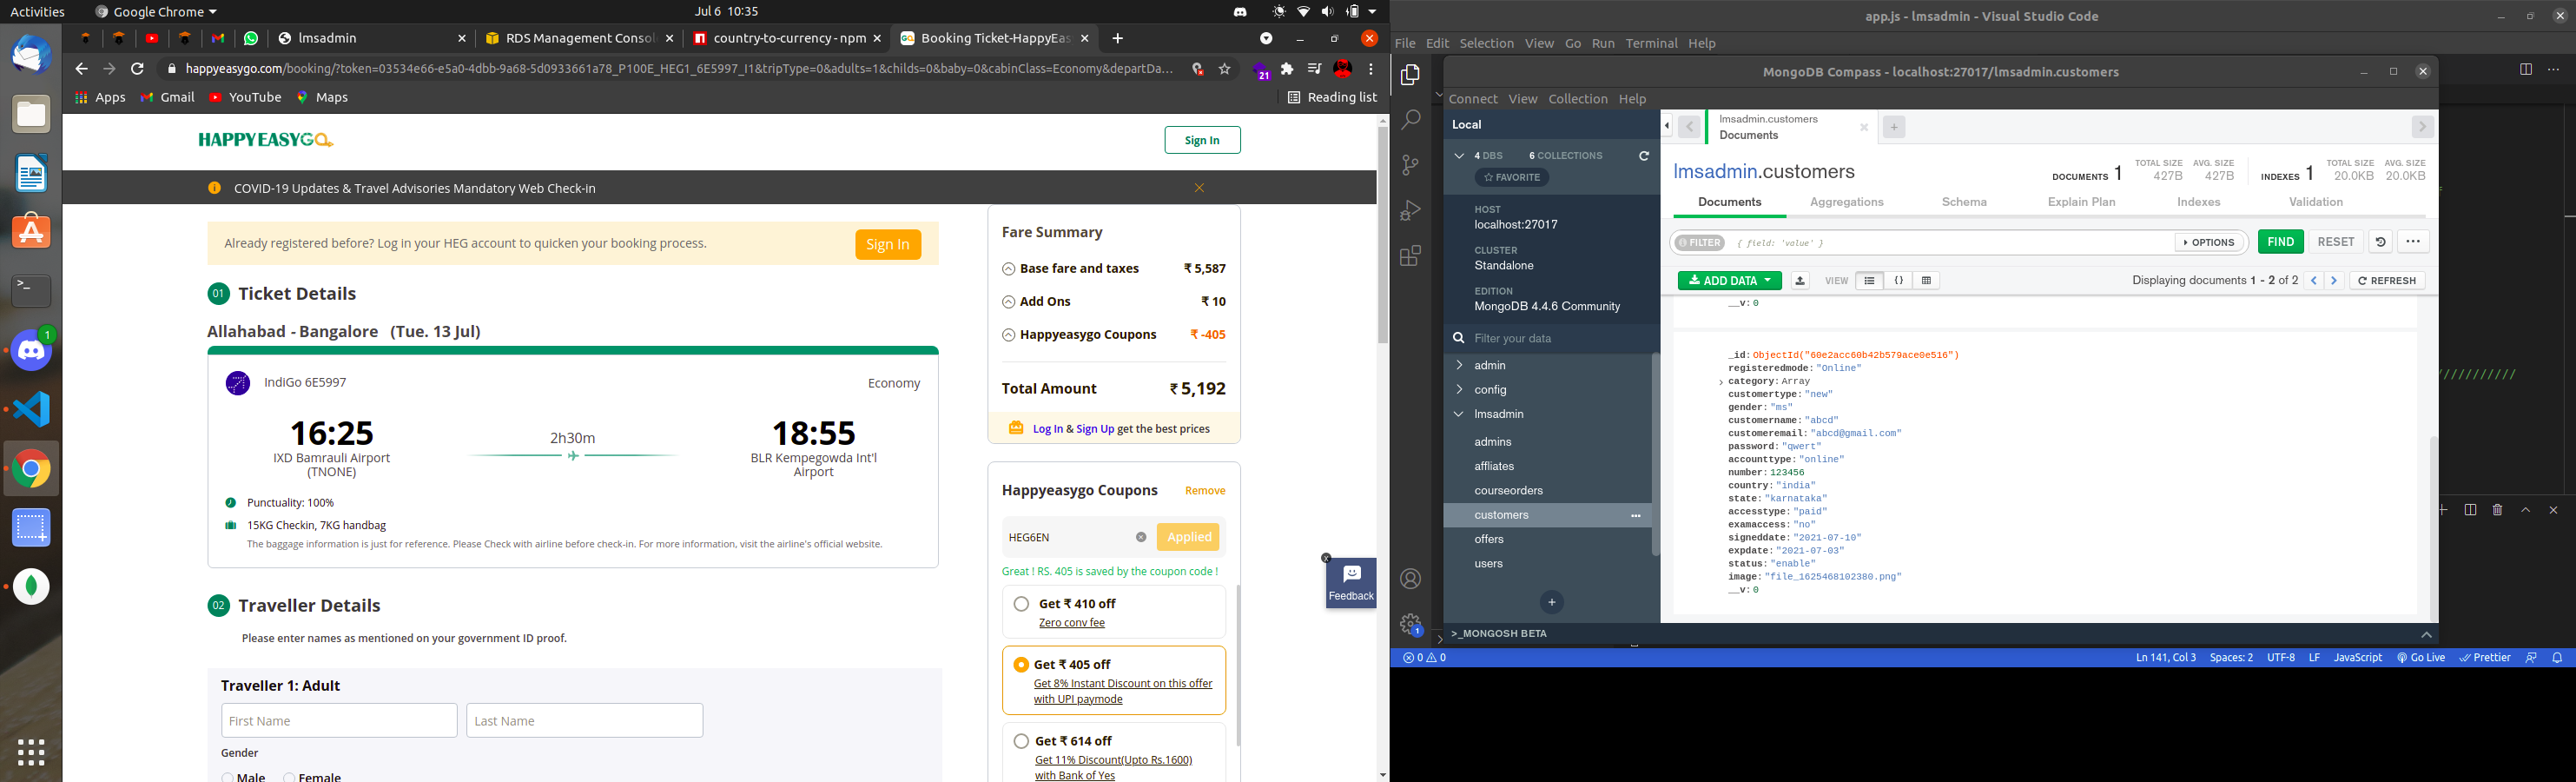 Activities
Google Chrome
Jul 6 10:35
lmsadmin
RDS Management Consol
country-to-currency - npm
Booking Ticket-HappyEas
happyeasygo.com/booking/?token=03534e66-e5a0-4dbb-9a68-5d0933661a78_P100E_HEG1_6E5997_I1&tripType=0&adults=1&childs=0&baby=0&cabinClass=Economy&departDa...
21
Apps
Gmail
YouTube
Maps
Reading list
HAPPYEASYGO
Sign In
COVID-19 Updates & Travel Advisories Mandatory Web Check-in
Already registered before? Log in your HEG account to quicken your booking process.
Sign In
01 Ticket Details
Allahabad - Bangalore (Tue. 13 Jul)
IndiGo 6E5997
Economy
16:25
2h30m
18:55
IXD Bamrauli Airport
(TNONE)
BLR Kempegowda Int'l
Airport
Punctuality: 100%
15KG Checkin, 7KG handbag
The baggage information is just for reference. Please Check with airline before check-in. For more information, visit the airline's official website.
02 Traveller Details
Please enter names as mentioned on your government ID proof.
Traveller 1: Adult
First Name
Last Name
Gender
Male
Female
Fare Summary
Base fare and taxes ₹ 5,587
Add Ons ₹ 10
Happyeasygo Coupons ₹ -405
Total Amount ₹ 5,192
Log In & Sign Up get the best prices
Happyeasygo Coupons Remove
HEG6EN Applied
Great ! RS. 405 is saved by the coupon code !
Get ₹ 410 off
Zero conv fee
Get ₹ 405 off
Get 8% Instant Discount on this offer
with UPI paymode
Get ₹ 614 off
Get 11% Discount(Upto Rs.1600)
with Bank of Yes
Feedback
1
app.js - lmsadmin - Visual Studio Code
File Edit Selection View Go Run Terminal Help
MongoDB Compass - localhost:27017/lmsadmin.customers
Connect View Collection Help
Local
4 DBS 6 COLLECTIONS
FAVORITE
HOST
localhost:27017
CLUSTER
Standalone
EDITION
MongoDB 4.4.6 Community
Filter your data
admin
config
lmsadmin
admins
affliates
courseorders
customers
offers
users
>_MONGOSH BETA
lmsadmin.customers
Documents
lmsadmin.customers
DOCUMENTS 1
TOTAL SIZE
427B
AVG. SIZE
427B
INDEXES 1
TOTAL SIZE
20.0KB
AVG. SIZE
20.0KB
Documents
Aggregations
Schema
Explain Plan
Indexes
Validation
FILTER
{ field: 'value' }
OPTIONS
FIND
RESET
ADD DATA
VIEW
{}
Displaying documents 1 - 2 of 2
REFRESH
__v: 0
_id: ObjectId("60e2acc60b42b579ace0e516")
registeredmode: "Online"
category: Array
customertype: "new"
gender: "ms"
customername: "abcd"
customeremail: "abcd@gmail.com"
password: "qwert"
accounttype: "online"
number: 123456
country: "india"
state: "karnataka"
accesstype: "paid"
examaccess: "no"
signeddate: "2021-07-10"
expdate: "2021-07-03"
status: "enable"
image: "file_1625468102380.png"
__v: 0
///////////
1
0 0
Ln 141, Col 3
Spaces: 2
UTF-8
LF
JavaScript
Go Live
Prettier